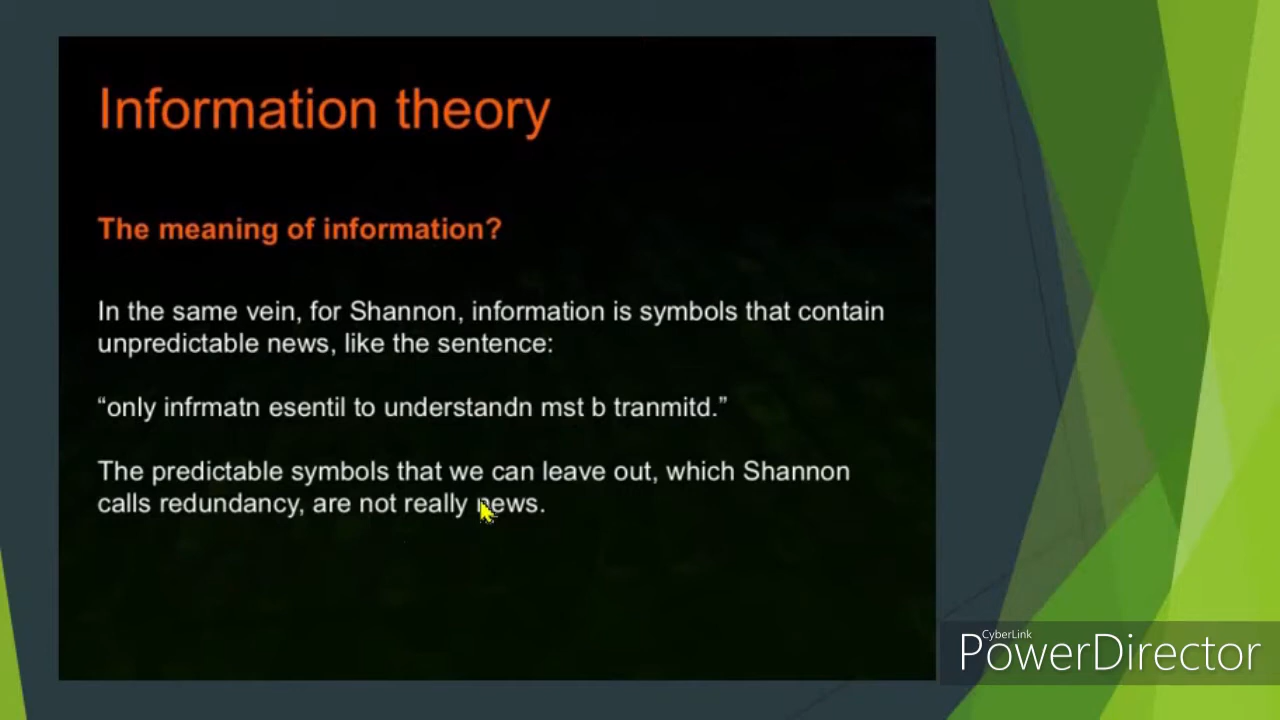 Information theory
The meaning of information?
In the same vein, for Shannon, information is symbols that contain
unpredictable news, like the sentence:
“only infrmatn esentil to understandn mst b tranmitd.”
The predictable symbols that we can leave out, which Shannon
calls redundancy, are not really news.
CyberLink
PowerDirector